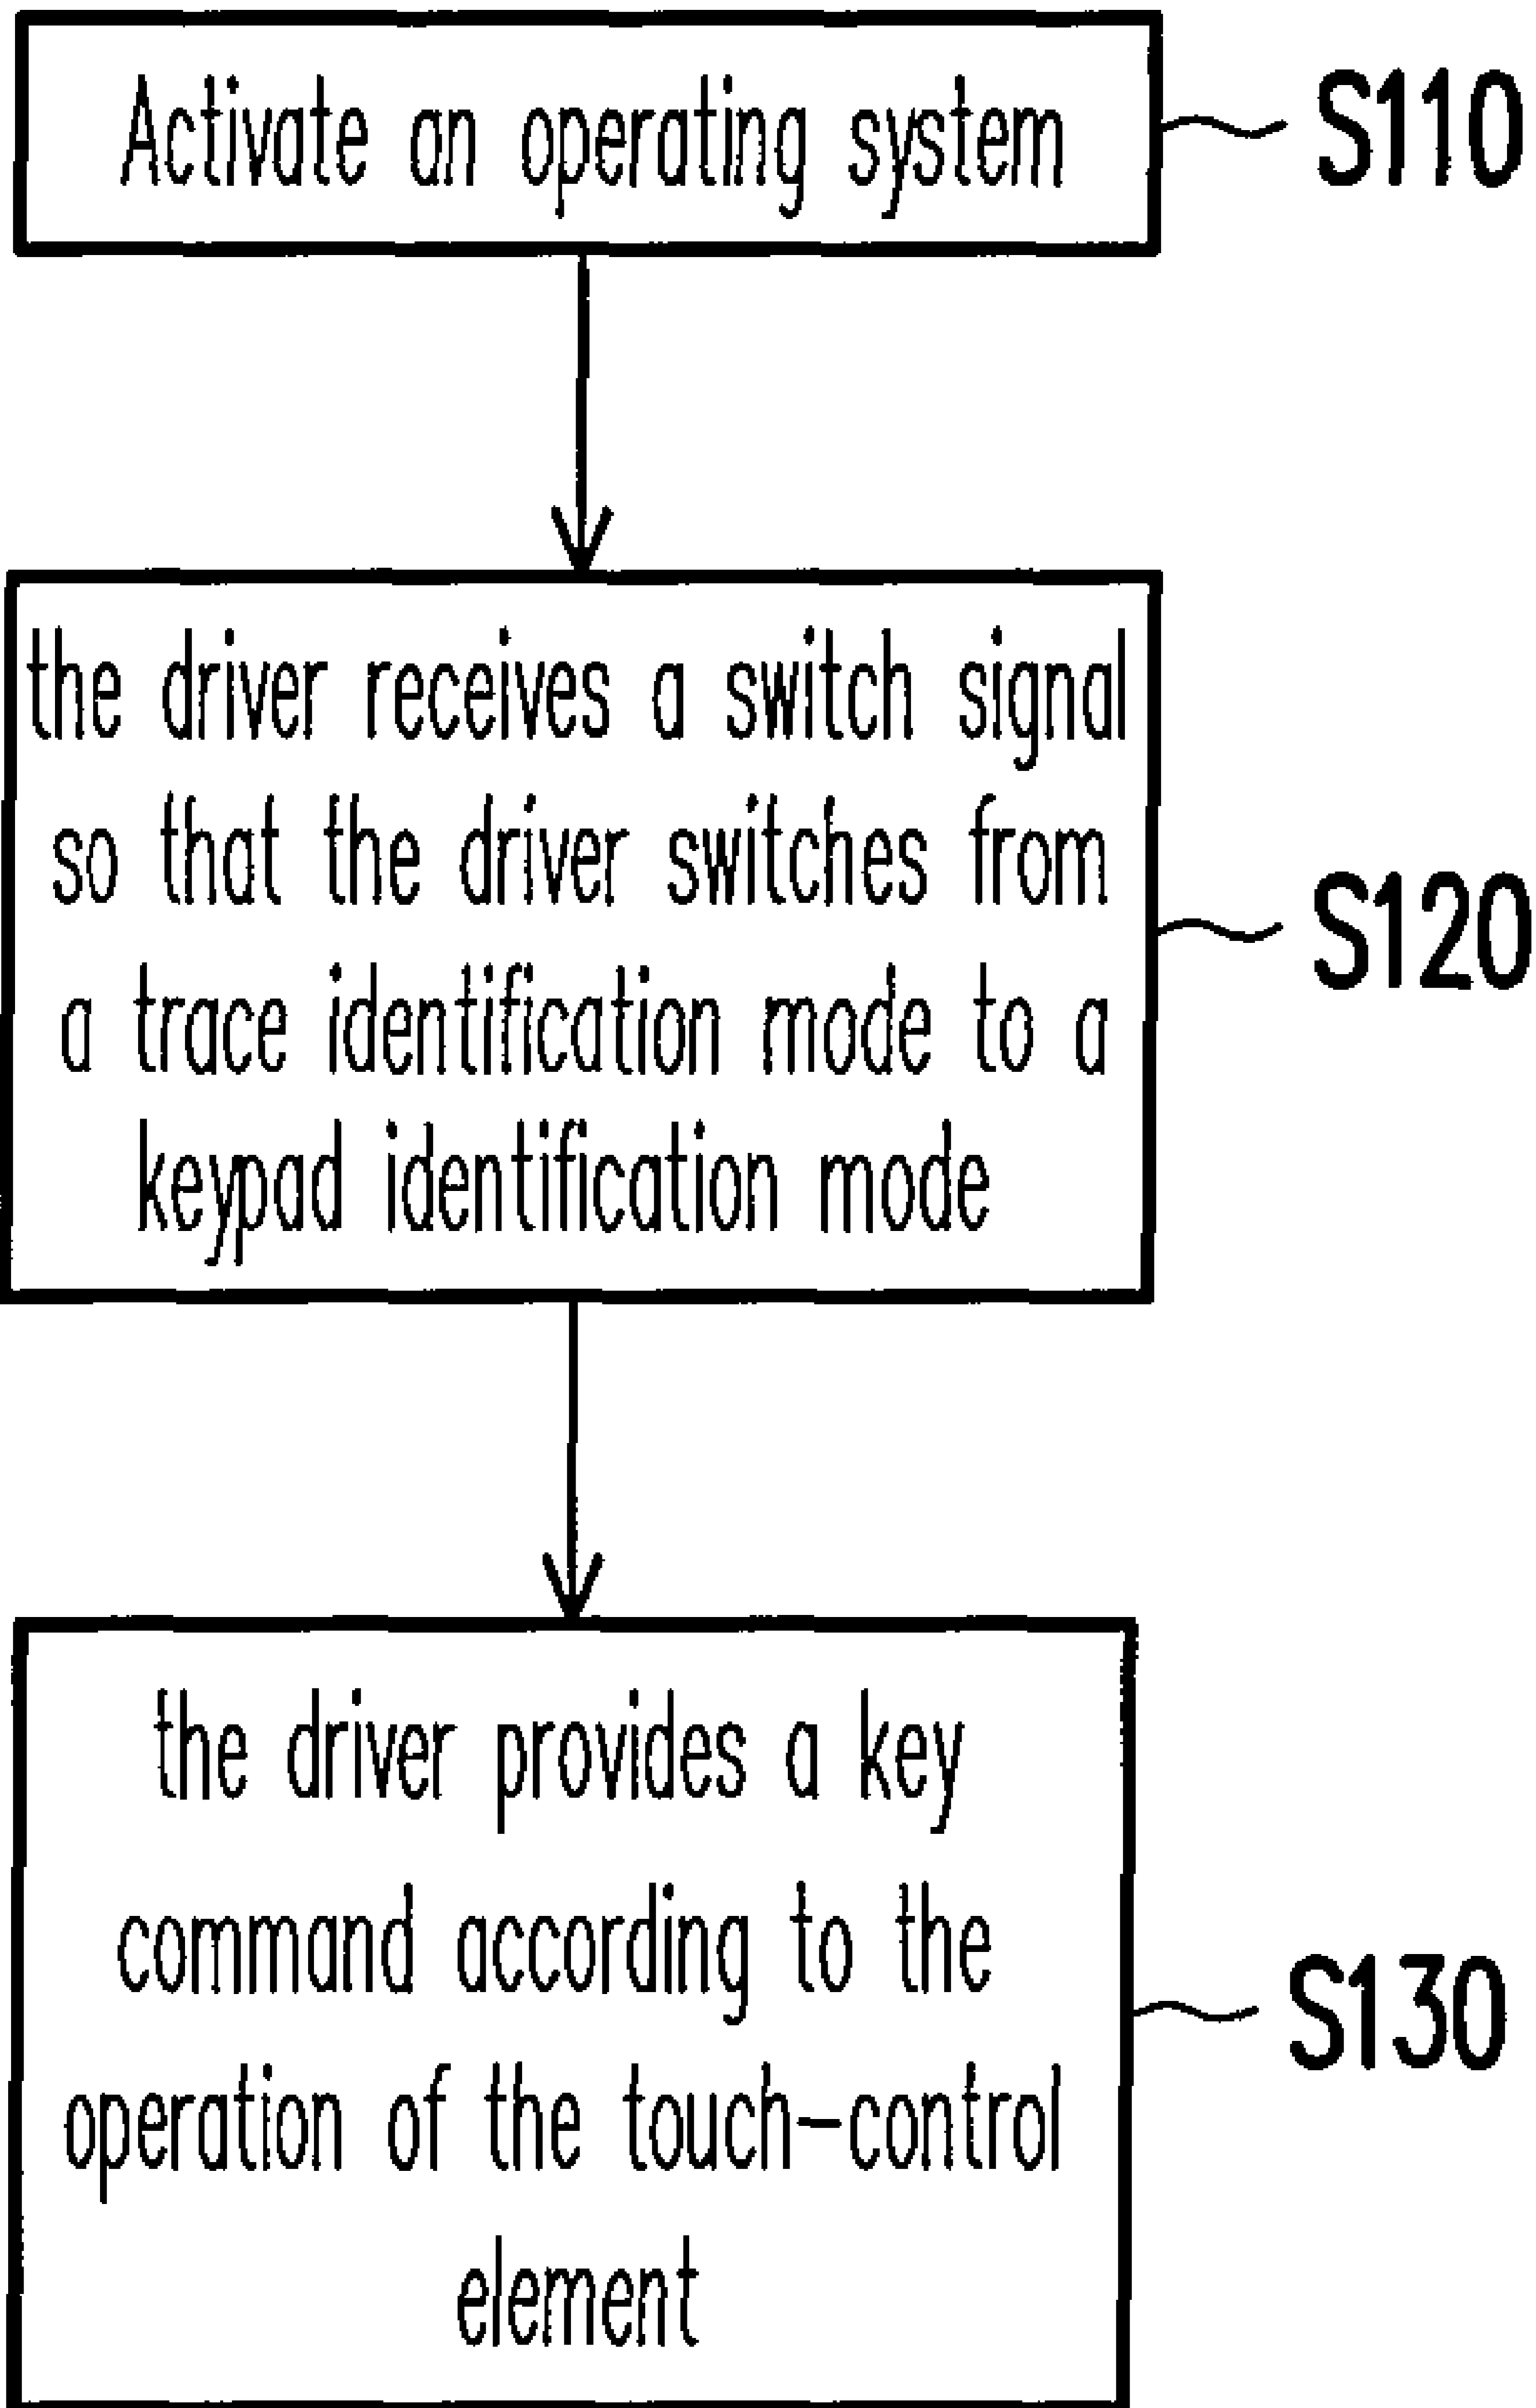 Activate an operating system
S110
the driver receives a switch signal
so that the driver switches from
a trace identification mode to a
keypad identification mode
S120
the driver provides a key
command according to the
operation of the touch-control
element
S130